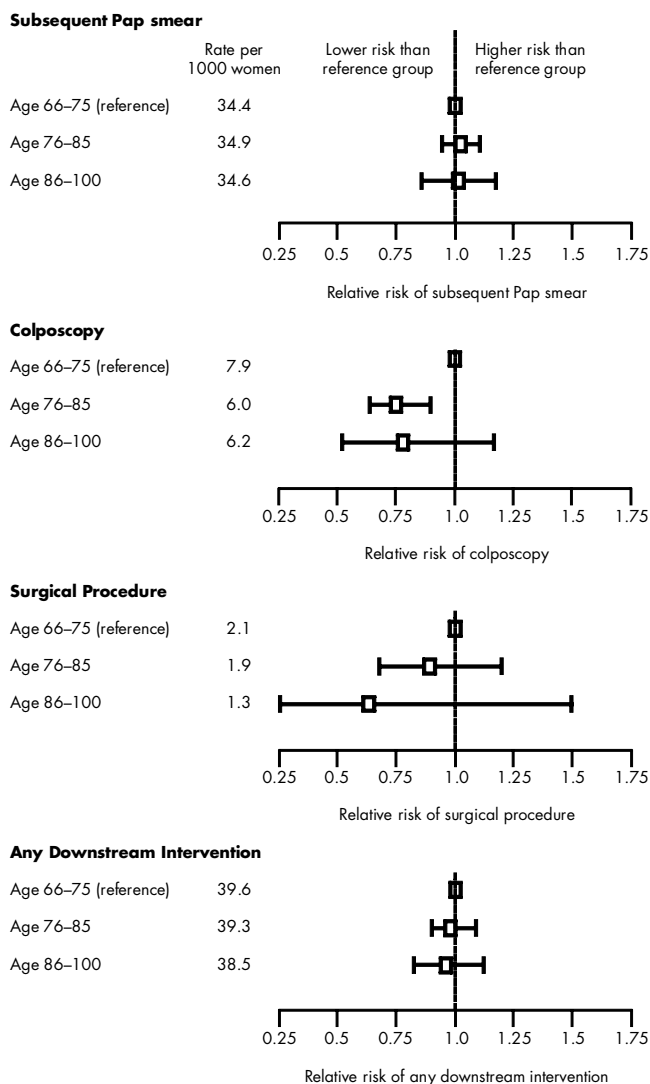 Subsequent Pap smear
Rate per 1000 women
Lower risk than reference group
Higher risk than reference group
Age 66–75 (reference) 34.4
Age 76–85 34.9
Age 86–100 34.6
0.25 0.5 0.75 1.0 1.25 1.5 1.75
Relative risk of subsequent Pap smear
Colposcopy
Age 66–75 (reference) 7.9
Age 76–85 6.0
Age 86–100 6.2
0.25 0.5 0.75 1.0 1.25 1.5 1.75
Relative risk of colposcopy
Surgical Procedure
Age 66–75 (reference) 2.1
Age 76–85 1.9
Age 86–100 1.3
0.25 0.5 0.75 1.0 1.25 1.5 1.75
Relative risk of surgical procedure
Any Downstream Intervention
Age 66–75 (reference) 39.6
Age 76–85 39.3
Age 86–100 38.5
0.25 0.5 0.75 1.0 1.25 1.5 1.75
Relative risk of any downstream intervention